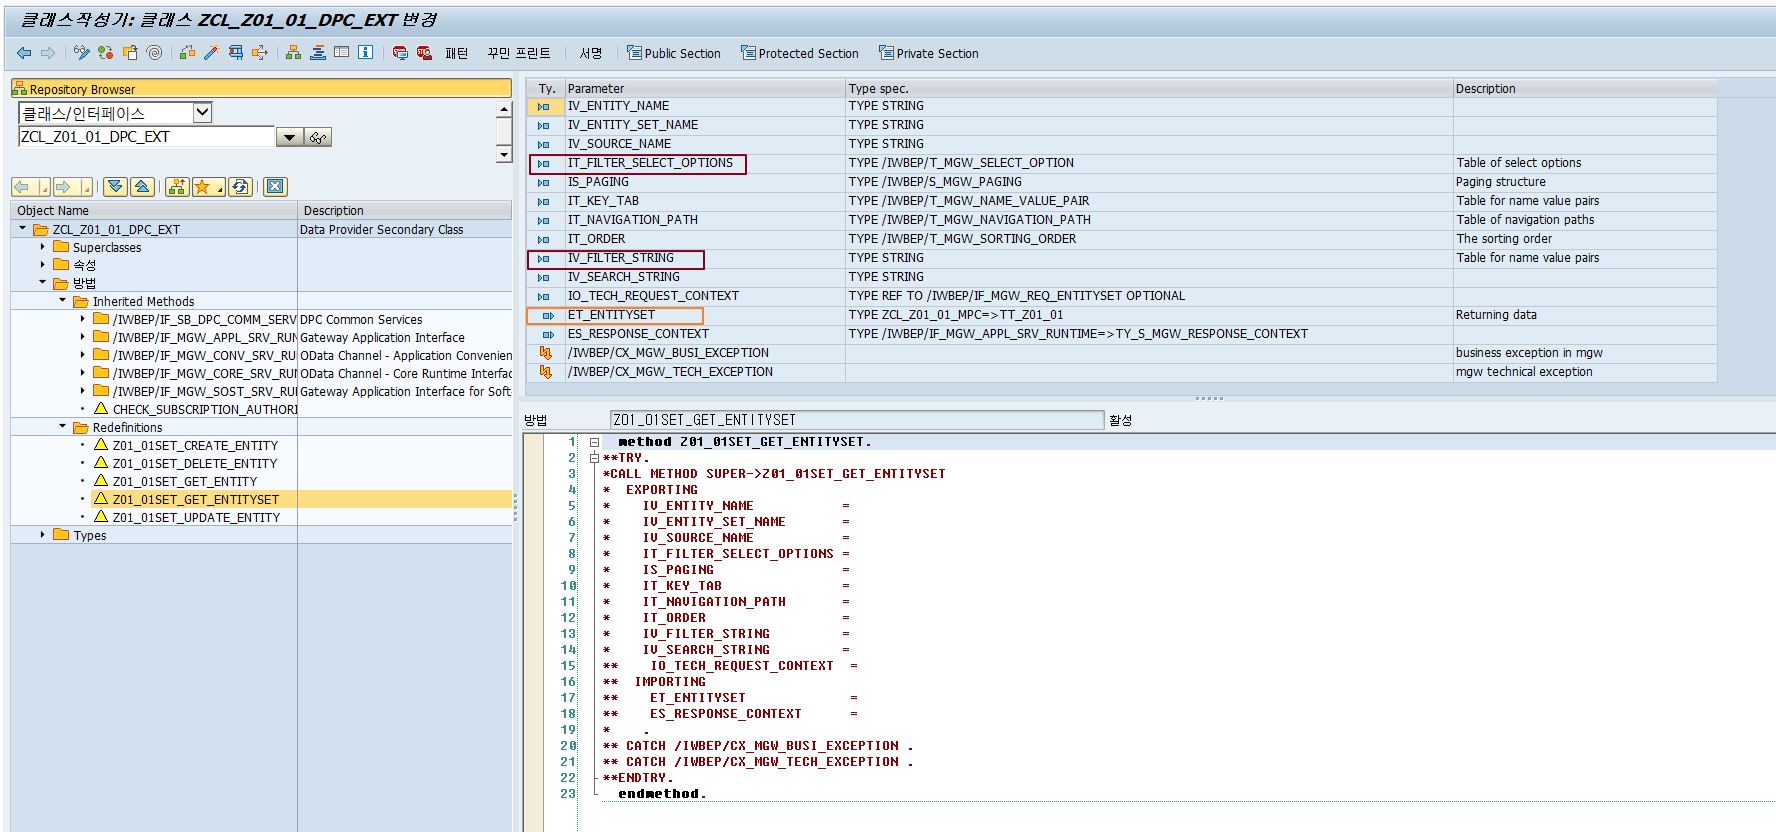 클래스작성기: 클래스 ZCL_Z01_01_DPC_EXT 변경
패턴 꾸민 프린트 서명 Public Section Protected Section Private Section
Repository Browser
클래스/인터페이스
ZCL_Z01_01_DPC_EXT
Object Name Description
ZCL_Z01_01_DPC_EXT Data Provider Secondary Class
Superclasses
속성
방법
Inherited Methods
/IWBEP/IF_SB_DPC_COMM_SERV DPC Common Services
/IWBEP/IF_MGW_APPL_SRV_RUN Gateway Application Interface
/IWBEP/IF_MGW_CONV_SRV_RUI OData Channel - Application Convenien
/IWBEP/IF_MGW_CORE_SRV_RUI OData Channel - Core Runtime Interfac
/IWBEP/IF_MGW_SOST_SRV_RUI Gateway Application Interface for Soft
CHECK_SUBSCRIPTION_AUTHORI
Redefinitions
Z01_01SET_CREATE_ENTITY
Z01_01SET_DELETE_ENTITY
Z01_01SET_GET_ENTITY
Z01_01SET_GET_ENTITYSET
Z01_01SET_UPDATE_ENTITY
Types
Ty. Parameter Type spec. Description
IV_ENTITY_NAME TYPE STRING
IV_ENTITY_SET_NAME TYPE STRING
IV_SOURCE_NAME TYPE STRING
IT_FILTER_SELECT_OPTIONS TYPE /IWBEP/T_MGW_SELECT_OPTION Table of select options
IS_PAGING TYPE /IWBEP/S_MGW_PAGING Paging structure
IT_KEY_TAB TYPE /IWBEP/T_MGW_NAME_VALUE_PAIR Table for name value pairs
IT_NAVIGATION_PATH TYPE /IWBEP/T_MGW_NAVIGATION_PATH Table of navigation paths
IT_ORDER TYPE /IWBEP/T_MGW_SORTING_ORDER The sorting order
IV_FILTER_STRING TYPE STRING Table for name value pairs
IV_SEARCH_STRING TYPE STRING
IO_TECH_REQUEST_CONTEXT TYPE REF TO /IWBEP/IF_MGW_REQ_ENTITYSET OPTIONAL
ET_ENTITYSET TYPE ZCL_Z01_01_MPC=>TT_Z01_01 Returning data
ES_RESPONSE_CONTEXT TYPE /IWBEP/IF_MGW_APPL_SRV_RUNTIME=>TY_S_MGW_RESPONSE_CONTEXT
/IWBEP/CX_MGW_BUSI_EXCEPTION business exception in mgw
/IWBEP/CX_MGW_TECH_EXCEPTION mgw technical exception
방법 Z01_01SET_GET_ENTITYSET 활성
1 method Z01_01SET_GET_ENTITYSET.
2 **TRY.
3 *CALL METHOD SUPER->Z01_01SET_GET_ENTITYSET
4 * EXPORTING
5 * IV_ENTITY_NAME =
6 * IV_ENTITY_SET_NAME =
7 * IV_SOURCE_NAME =
8 * IT_FILTER_SELECT_OPTIONS =
9 * IS_PAGING =
10 * IT_KEY_TAB =
11 * IT_NAVIGATION_PATH =
12 * IT_ORDER =
13 * IV_FILTER_STRING =
14 * IV_SEARCH_STRING =
15 ** IO_TECH_REQUEST_CONTEXT =
16 ** IMPORTING
17 ** ET_ENTITYSET =
18 ** ES_RESPONSE_CONTEXT =
19 * .
20 ** CATCH /IWBEP/CX_MGW_BUSI_EXCEPTION .
21 ** CATCH /IWBEP/CX_MGW_TECH_EXCEPTION .
22 **ENDTRY.
23 endmethod.